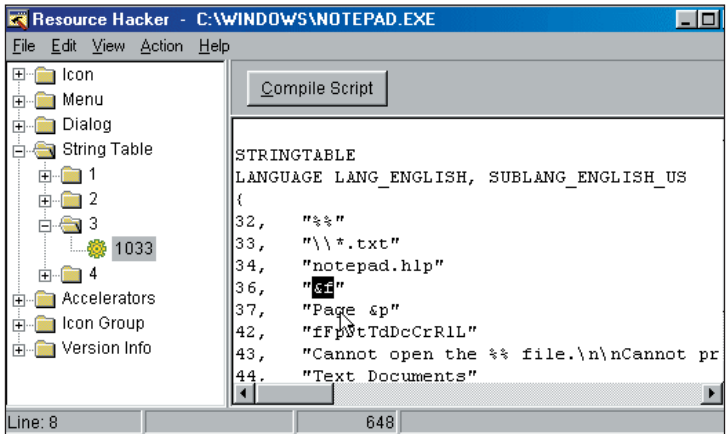 Resource Hacker - C:\WINDOWS\NOTEPAD.EXE
File Edit View Action Help
Icon
Menu
Dialog
String Table
1
2
3
1033
4
Accelerators
Icon Group
Version Info
Compile Script
STRINGTABLE
LANGUAGE LANG_ENGLISH, SUBLANG_ENGLISH_US
{
32, "%%"
33, "\\*.txt"
34, "notepad.hlp"
36, "&f"
37, "Page &p"
42, "fFpPtTdDcCrRlL"
43, "Cannot open the %% file.\n\nCannot pr
44, "Text Documents"
Line: 8
648